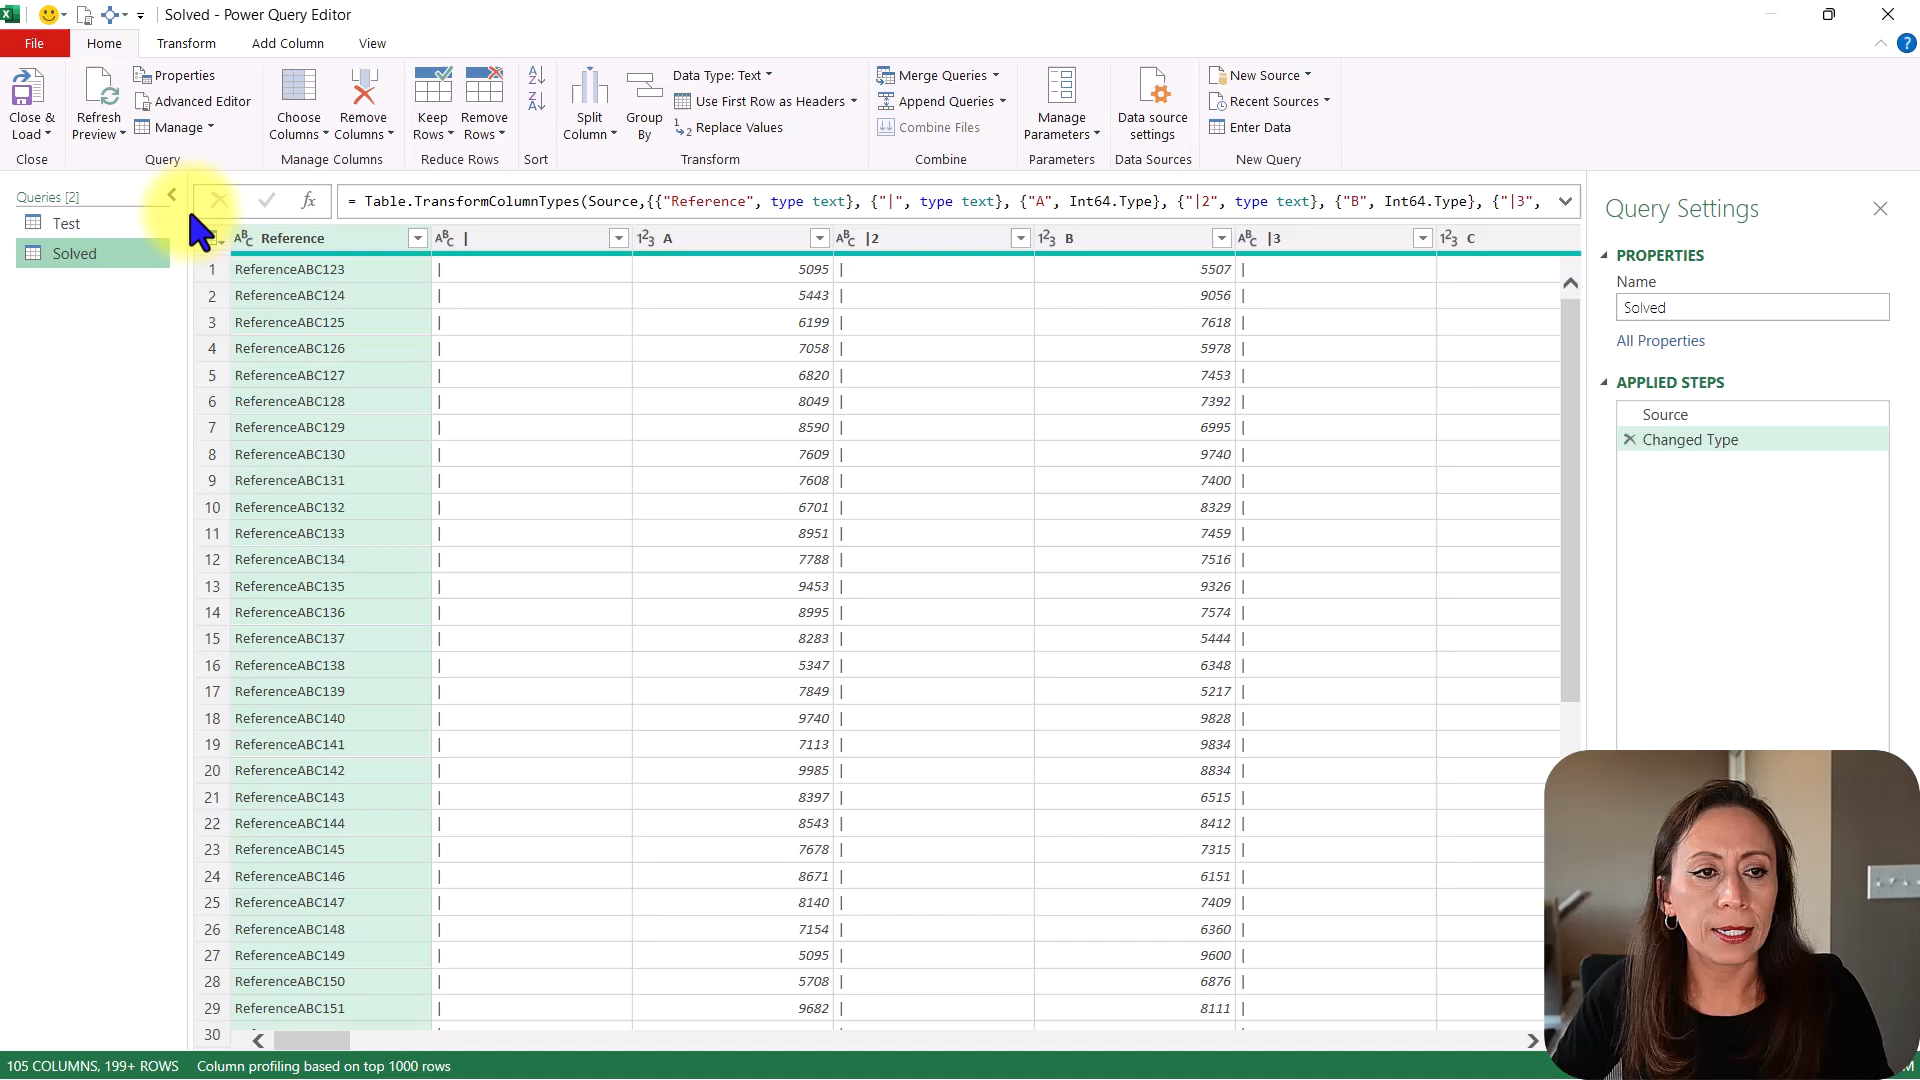 Solved - Power Query Editor
File Home Transform Add Column View ?
Close & Load
Close
Refresh Preview
Properties
Advanced Editor
Manage
Query
Choose Columns
Remove Columns
Manage Columns
Keep Rows
Remove Rows
Reduce Rows
Sort
Split Column
Group By
Data Type: Text
Use First Row as Headers
Replace Values
Transform
Merge Queries
Append Queries
Combine Files
Combine
Manage Parameters
Parameters
Data source settings
Data Sources
New Source
Recent Sources
Enter Data
New Query
Queries [2]
Test
Solved
fx = Table.TransformColumnTypes(Source,{{"Reference", type text}, {"|", type text}, {"A", Int64.Type}, {"|2", type text}, {"B", Int64.Type}, {"|3",
ABC Reference ABC | 123 A ABC |2 123 B ABC |3 123 C
1 ReferenceABC123 | 5095 | 5507 |
2 ReferenceABC124 | 5443 | 9056 |
3 ReferenceABC125 | 6199 | 7618 |
4 ReferenceABC126 | 7058 | 5978 |
5 ReferenceABC127 | 6820 | 7453 |
6 ReferenceABC128 | 8049 | 7392 |
7 ReferenceABC129 | 8590 | 6995 |
8 ReferenceABC130 | 7609 | 9740 |
9 ReferenceABC131 | 7608 | 7400 |
10 ReferenceABC132 | 6701 | 8329 |
11 ReferenceABC133 | 8951 | 7459 |
12 ReferenceABC134 | 7788 | 7516 |
13 ReferenceABC135 | 9453 | 9326 |
14 ReferenceABC136 | 8995 | 7574 |
15 ReferenceABC137 | 8283 | 5444 |
16 ReferenceABC138 | 5347 | 6348 |
17 ReferenceABC139 | 7849 | 5217 |
18 ReferenceABC140 | 9740 | 9828 |
19 ReferenceABC141 | 7113 | 9834 |
20 ReferenceABC142 | 9985 | 8834 |
21 ReferenceABC143 | 8397 | 6515 |
22 ReferenceABC144 | 8543 | 8412 |
23 ReferenceABC145 | 7678 | 7315 |
24 ReferenceABC146 | 8671 | 6151 |
25 ReferenceABC147 | 8140 | 7409 |
26 ReferenceABC148 | 7154 | 6360 |
27 ReferenceABC149 | 5095 | 9600 |
28 ReferenceABC150 | 5708 | 6876 |
29 ReferenceABC151 | 9682 | 8111 |
30
Query Settings
PROPERTIES
Name
Solved
All Properties
APPLIED STEPS
Source
Changed Type
105 COLUMNS, 199+ ROWS Column profiling based on top 1000 rows